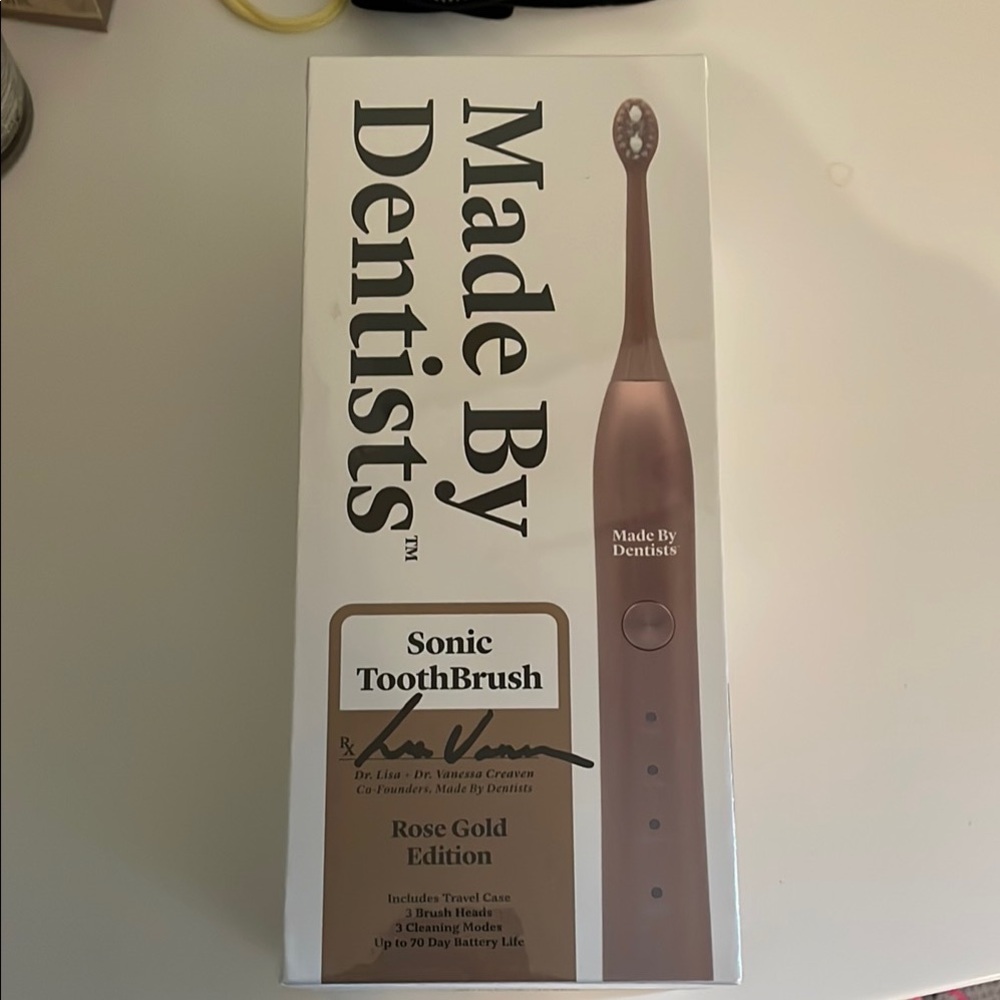 Made By
Dentists™
Made By
Dentists
Sonic
ToothBrush
Rx
Dr. Lisa + Dr. Vanessa Creaven
Co-Founders, Made By Dentists
Rose Gold
Edition
Includes Travel Case
3 Brush Heads
3 Cleaning Modes
Up to 70 Day Battery Life